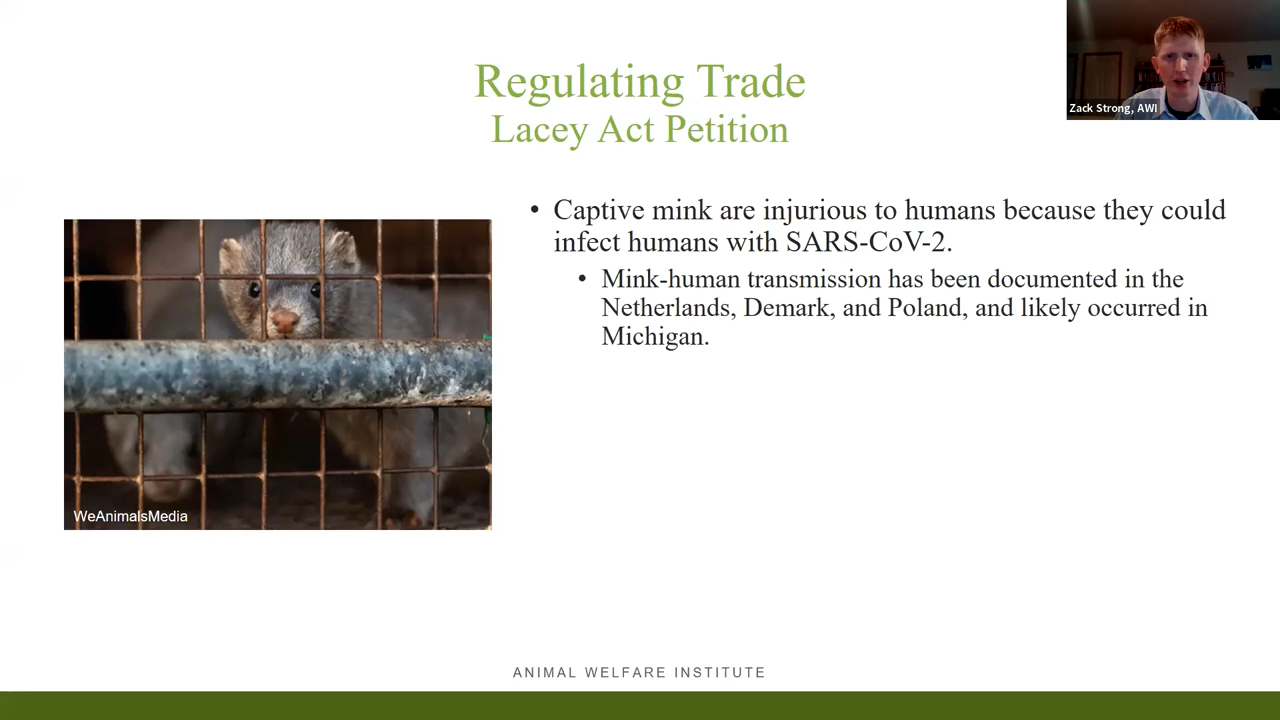 Regulating Trade
Lacey Act Petition
Zack Strong, AWI
• Captive mink are injurious to humans because they could
infect humans with SARS-CoV-2.
• Mink-human transmission has been documented in the
Netherlands, Demark, and Poland, and likely occurred in
Michigan.
WeAnimalsMedia
ANIMAL WELFARE INSTITUTE